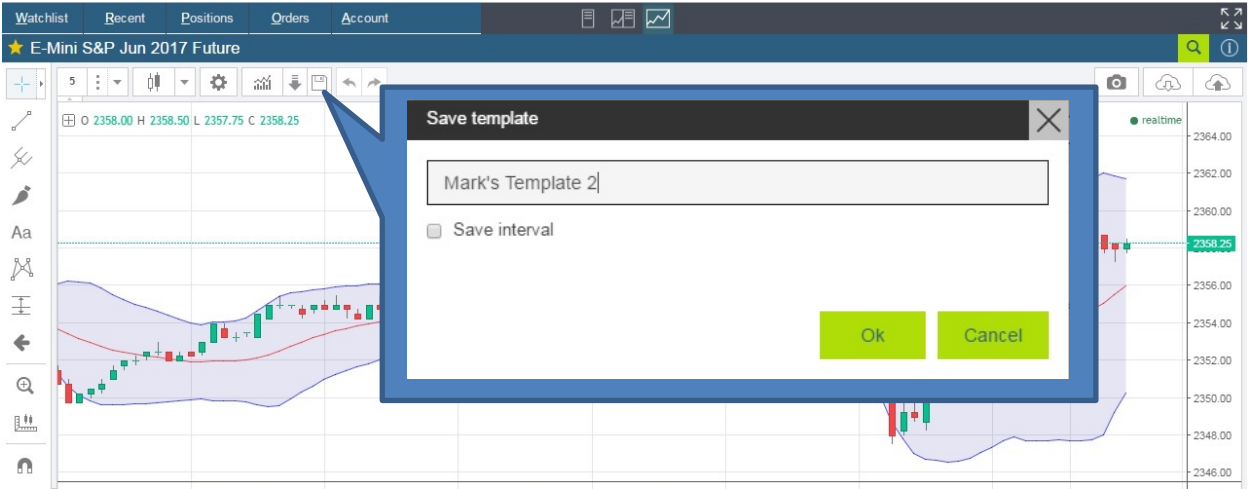 Watchlist Recent Positions Orders Account
E-Mini S&P Jun 2017 Future
5
O 2358.00 H 2358.50 L 2357.75 C 2358.25
realtime
Save template
Mark's Template 2
Save interval
Ok Cancel
Aa
2364.00
2362.00
2360.00
2358.25
2356.00
2354.00
2352.00
2350.00
2348.00
2346.00